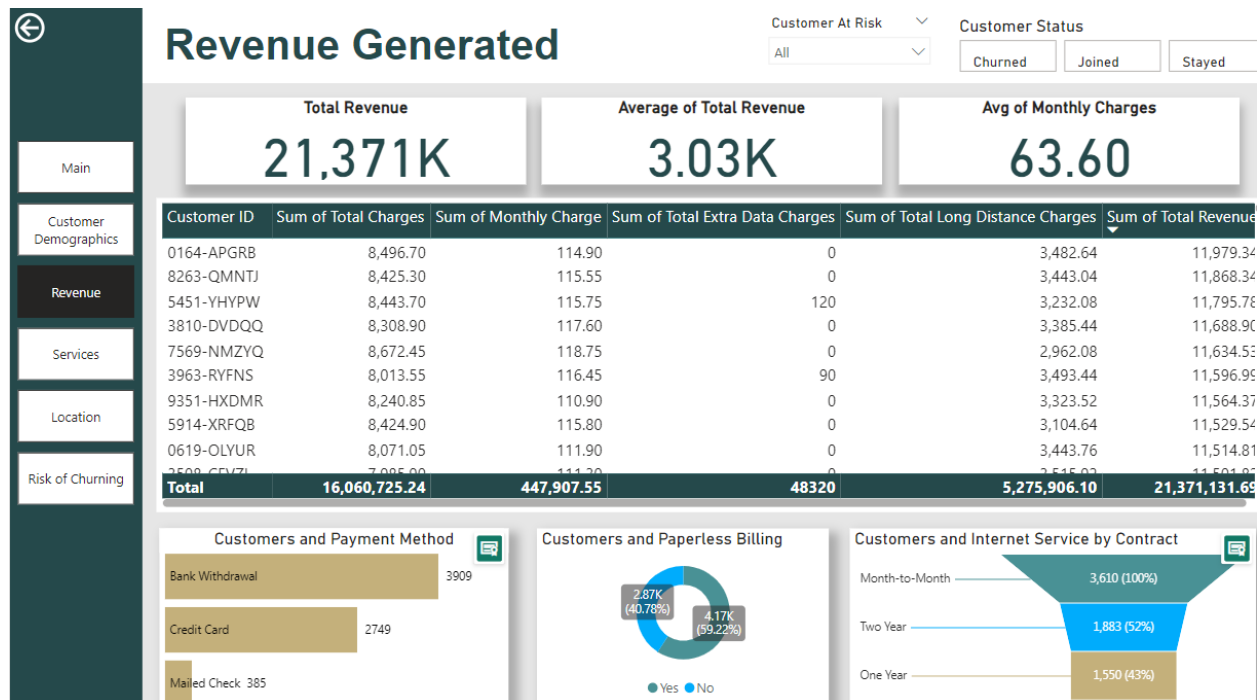 Revenue Generated
Customer At Risk
All
Customer Status
Churned Joined Stayed
Main
Customer Demographics
Revenue
Services
Location
Risk of Churning
Total Revenue
21,371K
Average of Total Revenue
3.03K
Avg of Monthly Charges
63.60
Customer ID Sum of Total Charges Sum of Monthly Charge Sum of Total Extra Data Charges Sum of Total Long Distance Charges Sum of Total Revenue
0164-APGRB 8,496.70 114.90 0 3,482.64 11,979.34
8263-QMNTJ 8,425.30 115.55 0 3,443.04 11,868.34
5451-YHYPW 8,443.70 115.75 120 3,232.08 11,795.78
3810-DVDQQ 8,308.90 117.60 0 3,385.44 11,688.90
7569-NMZYQ 8,672.45 118.75 0 2,962.08 11,634.53
3963-RYFNS 8,013.55 116.45 90 3,493.44 11,596.99
9351-HXDMR 8,240.85 110.90 0 3,323.52 11,564.37
5914-XRFQB 8,424.90 115.80 0 3,104.64 11,529.54
0619-OLYUR 8,071.05 111.90 0 3,443.76 11,514.81
Total 16,060,725.24 447,907.55 48320 5,275,906.10 21,371,131.69
Customers and Payment Method
Bank Withdrawal 3909
Credit Card 2749
Mailed Check 385
Customers and Paperless Billing
2.87K
(40.78%)
4.17K
(59.22%)
Yes No
Customers and Internet Service by Contract
Month-to-Month 3,610 (100%)
Two Year 1,883 (52%)
One Year 1,550 (43%)